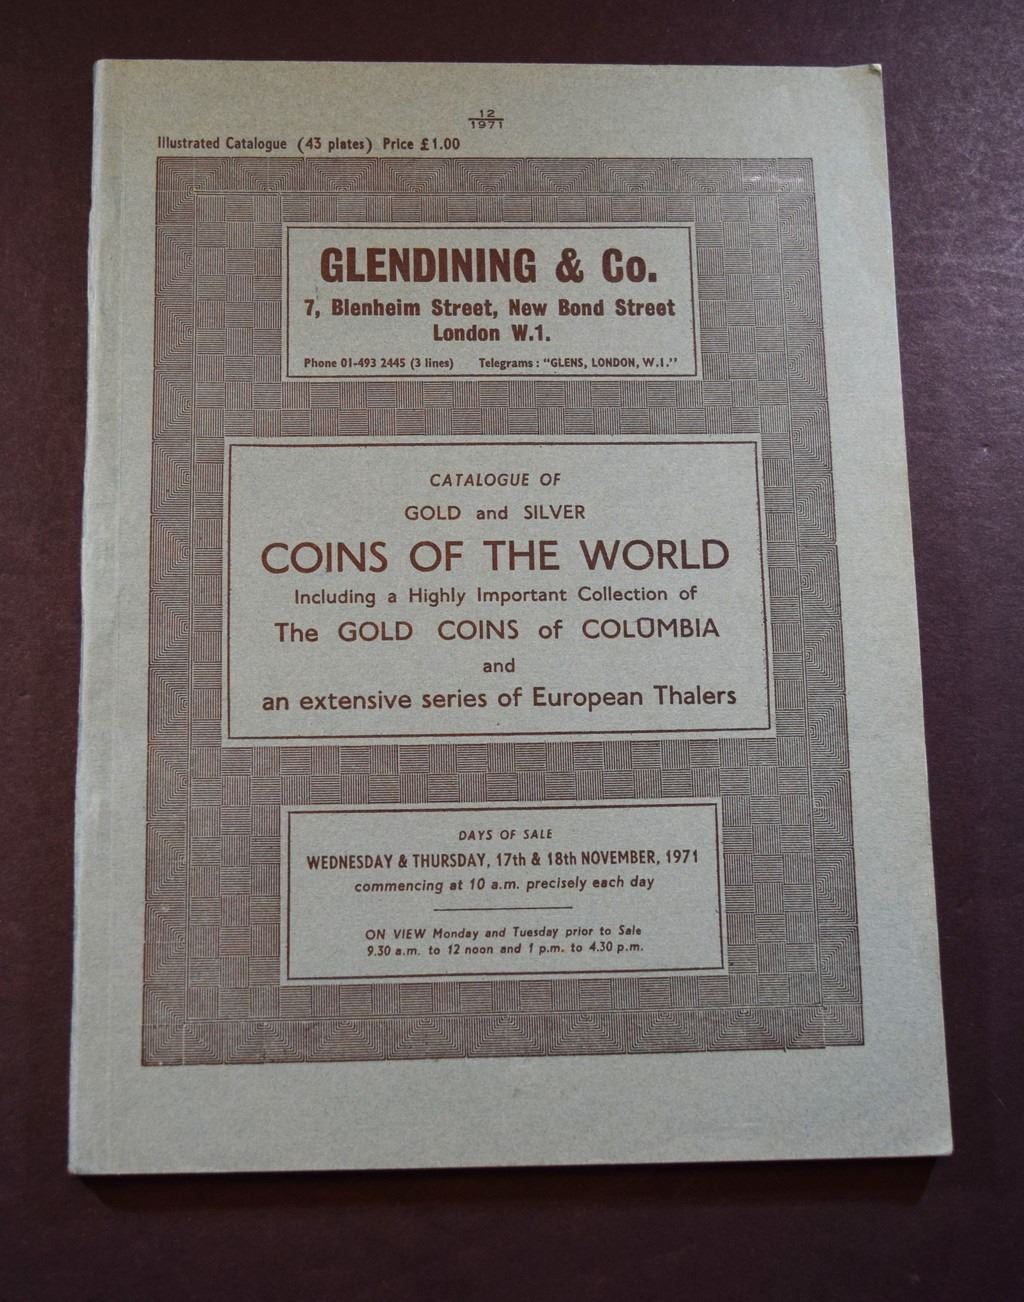 12
1971
Illustrated Catalogue (43 plates) Price £1.00
GLENDINING & Co.
7, Blenheim Street, New Bond Street
London W.1.
Phone 01-493 2445 (3 lines) Telegrams: "GLENS, LONDON, W.1."
CATALOGUE OF
GOLD and SILVER
COINS OF THE WORLD
Including a Highly Important Collection of
The GOLD COINS of COLUMBIA
and
an extensive series of European Thalers
DAYS OF SALE
WEDNESDAY & THURSDAY, 17th & 18th NOVEMBER, 1971
commencing at 10 a.m. precisely each day
ON VIEW Monday and Tuesday prior to Sale
9.30 a.m. to 12 noon and 1 p.m. to 4.30 p.m.